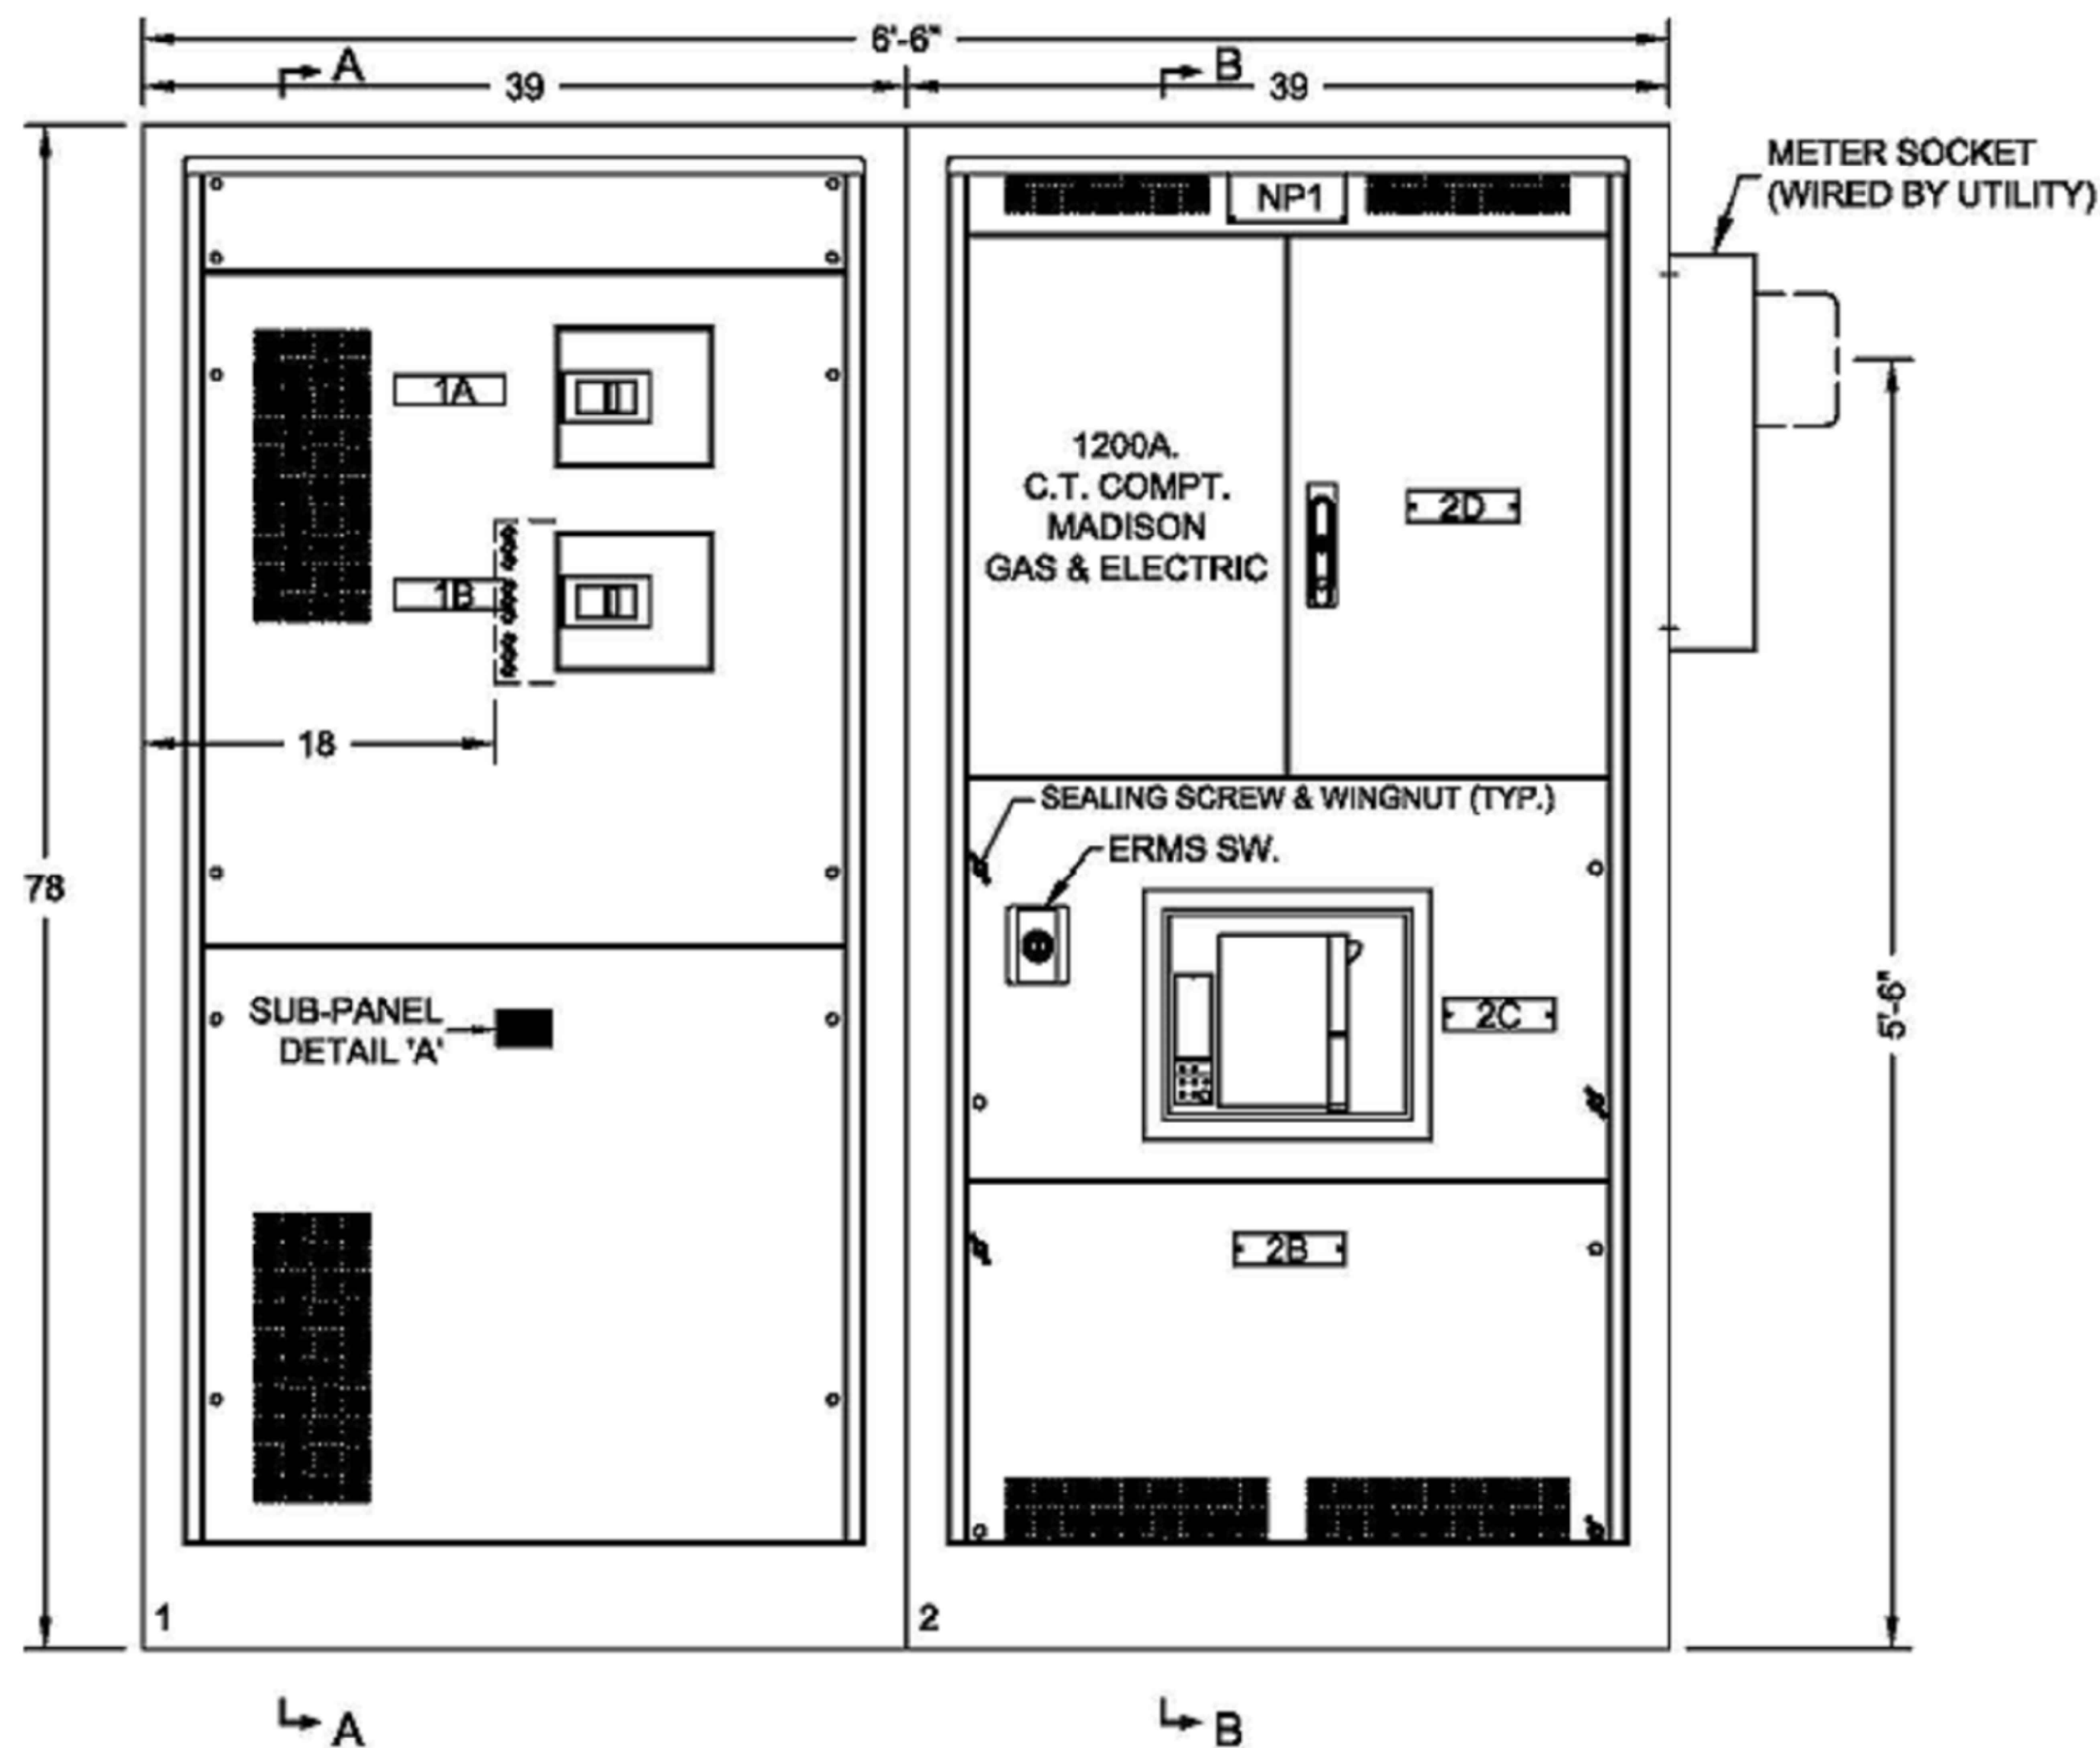 6'-6"
A
39
B
39
METER SOCKET
(WIRED BY UTILITY)
NP1
1A
1200A.
C.T. COMPT.
MADISON
GAS & ELECTRIC
2D
1B
18
SEALING SCREW & WINGNUT (TYP.)
ERMS SW.
78
SUB-PANEL
DETAIL 'A'
2C
5'-6"
2B
1
2
A
B